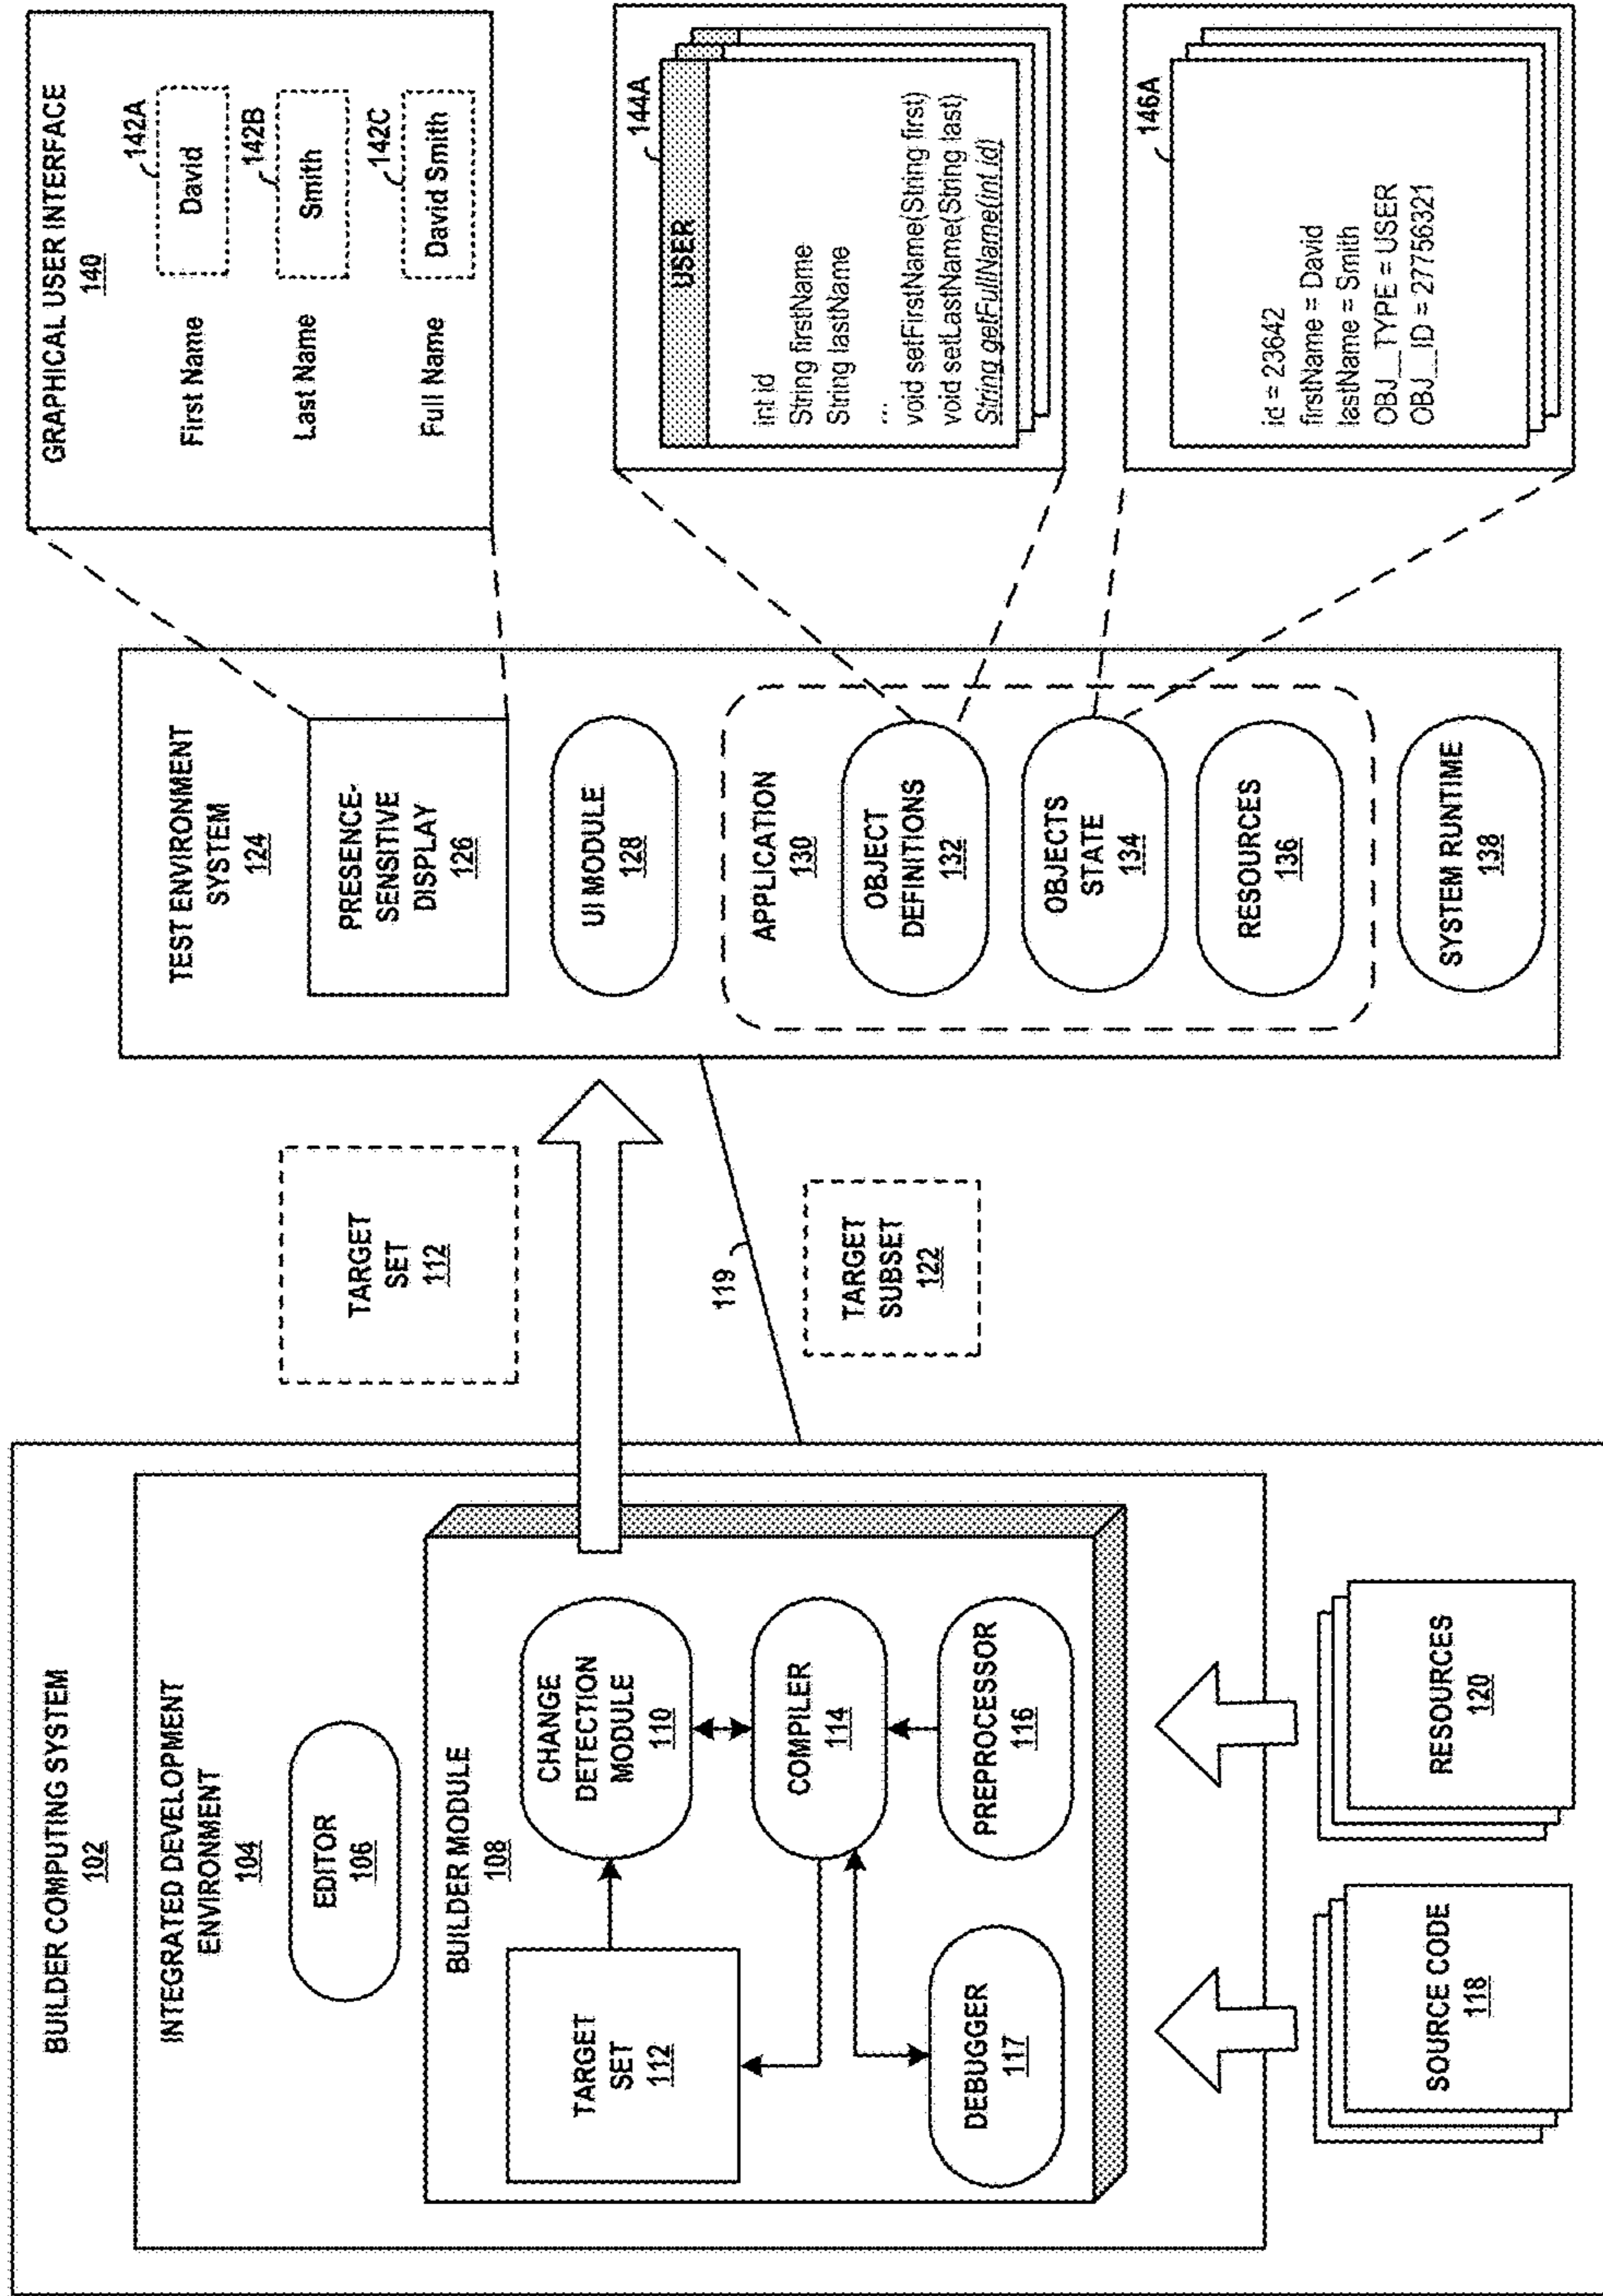 BUILDER COMPUTING SYSTEM
102
INTEGRATED DEVELOPMENT
ENVIRONMENT
104
EDITOR
106
BUILDER MODULE
108
TARGET
SET
112
CHANGE
DETECTION
MODULE
110
COMPILER
114
DEBUGGER
117
PREPROCESSOR
116
SOURCE CODE
118
RESOURCES
120
TARGET
SET
112
119
TARGET
SUBSET
122
TEST ENVIRONMENT
SYSTEM
124
PRESENCE-
SENSITIVE
DISPLAY
126
UI MODULE
128
APPLICATION
130
OBJECT
DEFINITIONS
132
OBJECTS
STATE
134
RESOURCES
136
SYSTEM RUNTIME
138
GRAPHICAL USER INTERFACE
140
142A
First Name David
142B
Last Name Smith
142C
Full Name David Smith
144A
USER
int id
String firstName
String lastName
...
void setFirstName(String first)
void setLastName(String last)
String getFullName(int id)
146A
id = 23642
firstName = David
lastName = Smith
OBJ__TYPE = USER
OBJ__ID = 27756321